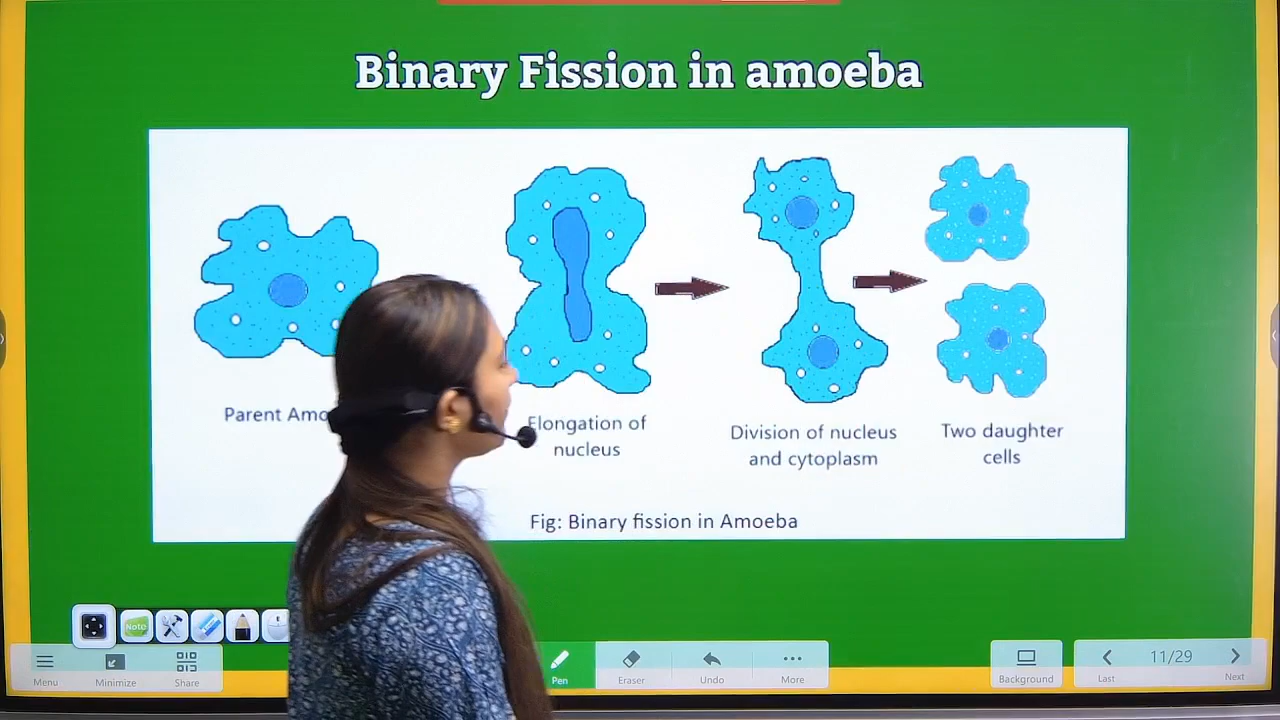 Binary Fission in amoeba
Parent Amo
Elongation of
nucleus
Division of nucleus
and cytoplasm
Two daughter
cells
Fig: Binary fission in Amoeba
Note
Menu
Minimize
Share
Pen
Eraser
Undo
More
Background
Last
11/29
Next